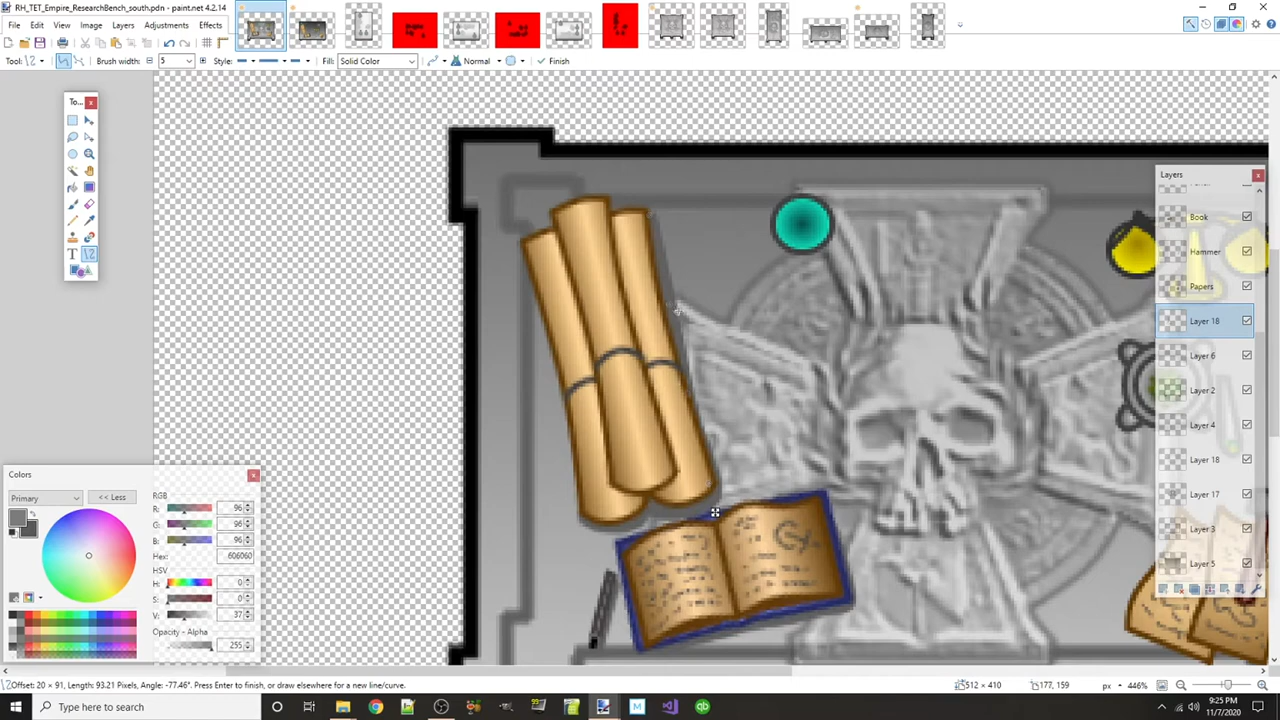 RH_TET_Empire_ResearchBench_south.pdn - paint.net 4.2.14
File Edit View Image Layers Adjustments Effects
Tool: Brush width: 5 Style: Fill: Solid Color Normal Finish
To...
T
Layers
Book
Hammer
Papers
Layer 18
Layer 6
Layer 2
Layer 4
Layer 18
Layer 17
Layer 3
Layer 5
Colors
Primary << Less
RGB
R: 96
G: 96
B: 96
Hex: 606060
HSV
H: 0
S: 0
V: 37
Opacity - Alpha
255
Offset: 20 x 91, Length: 93.21 Pixels, Angle: -77.46°. Press Enter to finish, or draw elsewhere for a new line/curve.
512 x 410 177, 159 px 446%
Type here to search
9:25 PM
11/7/2020